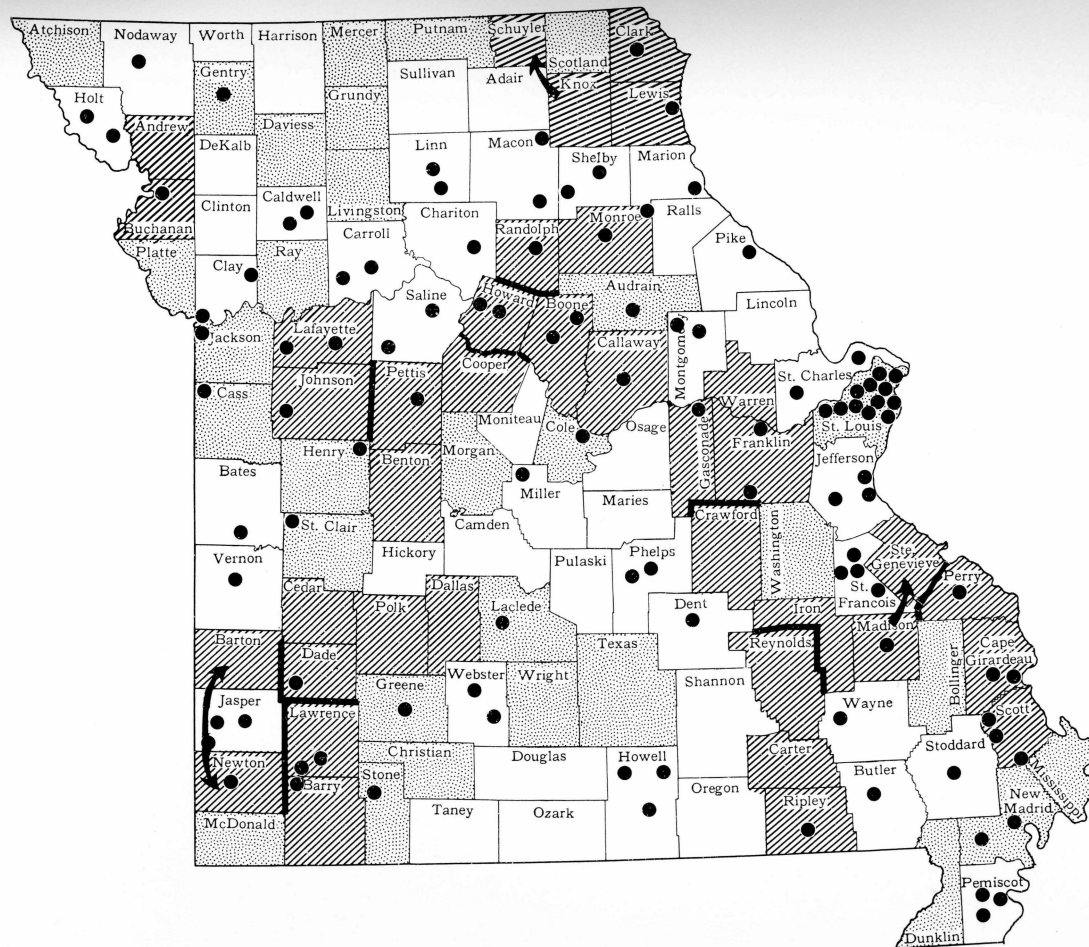 Atchison
Nodaway
Worth
Harrison
Mercer
Putnam
Schuyler
Scotland
Clark
Gentry
Sullivan
Adair
Knox
Lewis
Holt
Andrew
DeKalb
Daviess
Grundy
Linn
Macon
Shelby
Marion
Buchanan
Clinton
Caldwell
Livingston
Chariton
Randolph
Monroe
Ralls
Pike
Platte
Clay
Ray
Carroll
Saline
Howard
Boone
Audrain
Lincoln
Jackson
Lafayette
Cooper
Callaway
Montgomery
Warren
St. Charles
St. Louis
Cass
Johnson
Pettis
Moniteau
Cole
Osage
Gasconade
Franklin
Jefferson
Henry
Benton
Morgan
Miller
Maries
Bates
St. Clair
Camden
Hickory
Pulaski
Phelps
Crawford
Washington
Ste.
Genevieve
St.
Francois
Perry
Vernon
Cedar
Polk
Dallas
Laclede
Dent
Iron
Madison
Barton
Dade
Greene
Webster
Wright
Texas
Shannon
Reynolds
Wayne
Bollinger
Cape
Girardeau
Jasper
Lawrence
Christian
Douglas
Howell
Oregon
Carter
Butler
Stoddard
Scott
Mississippi
Newton
Barry
Stone
Taney
Ozark
Ripley
New
Madrid
McDonald
Pemiscot
Dunklin